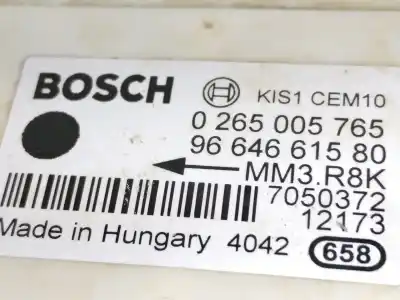 BOSCH KIS1 CEM10
0 265 005 765
96 646 615 80
MM3.R8K
7050372
12173
Made in Hungary 4042 658